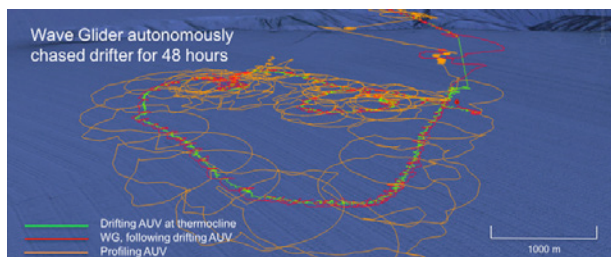 Wave Glider autonomously
chased drifter for 48 hours
Drifting AUV at thermocline
WG, following drifting AUV
Profiling AUV
1000 m